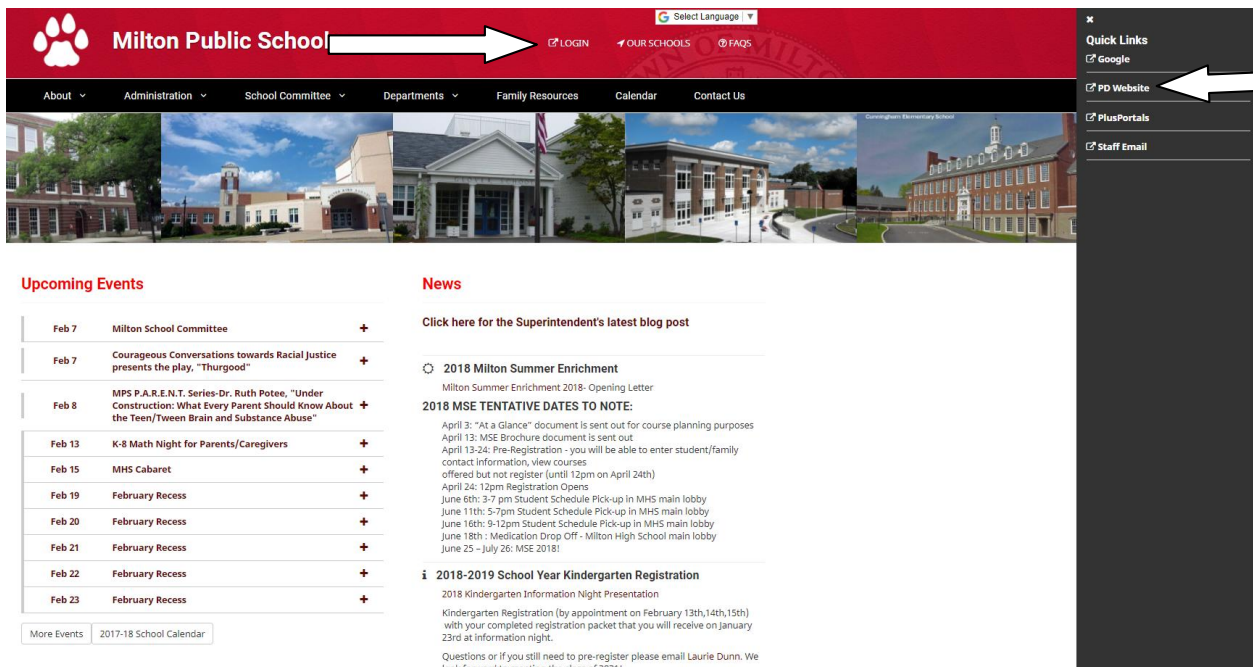 Select Language
Milton Public School
LOGIN
OUR SCHOOLS
FAQS
About
Administration
School Committee
Departments
Family Resources
Calendar
Contact Us
Cunningham Elementary School
Upcoming Events
Feb 7 Milton School Committee
Feb 7 Courageous Conversations towards Racial Justice
presents the play, "Thurgood"
Feb 8 MPS P.A.R.E.N.T. Series-Dr. Ruth Potee, "Under
Construction: What Every Parent Should Know About
the Teen/Tween Brain and Substance Abuse"
Feb 13 K-8 Math Night for Parents/Caregivers
Feb 15 MHS Cabaret
Feb 19 February Recess
Feb 20 February Recess
Feb 21 February Recess
Feb 22 February Recess
Feb 23 February Recess
More Events
2017-18 School Calendar
News
Click here for the Superintendent's latest blog post
2018 Milton Summer Enrichment
Milton Summer Enrichment 2018- Opening Letter
2018 MSE TENTATIVE DATES TO NOTE:
April 3: "At a Glance" document is sent out for course planning purposes
April 13: MSE Brochure document is sent out
April 13-24: Pre-Registration - you will be able to enter student/family
contact information, view courses
offered but not register (until 12pm on April 24th)
April 24: 12pm Registration Opens
June 6th: 3-7 pm Student Schedule Pick-up in MHS main lobby
June 11th: 5-7pm Student Schedule Pick-up in MHS main lobby
June 16th: 9-12pm Student Schedule Pick-up in MHS main lobby
June 18th : Medication Drop Off - Milton High School main lobby
June 25 – July 26: MSE 2018!
2018-2019 School Year Kindergarten Registration
2018 Kindergarten Information Night Presentation
Kindergarten Registration (by appointment on February 13th,14th,15th)
with your completed registration packet that you will receive on January
23rd at information night.
Questions or if you still need to pre-register please email Laurie Dunn. We
Quick Links
Google
PD Website
PlusPortals
Staff Email